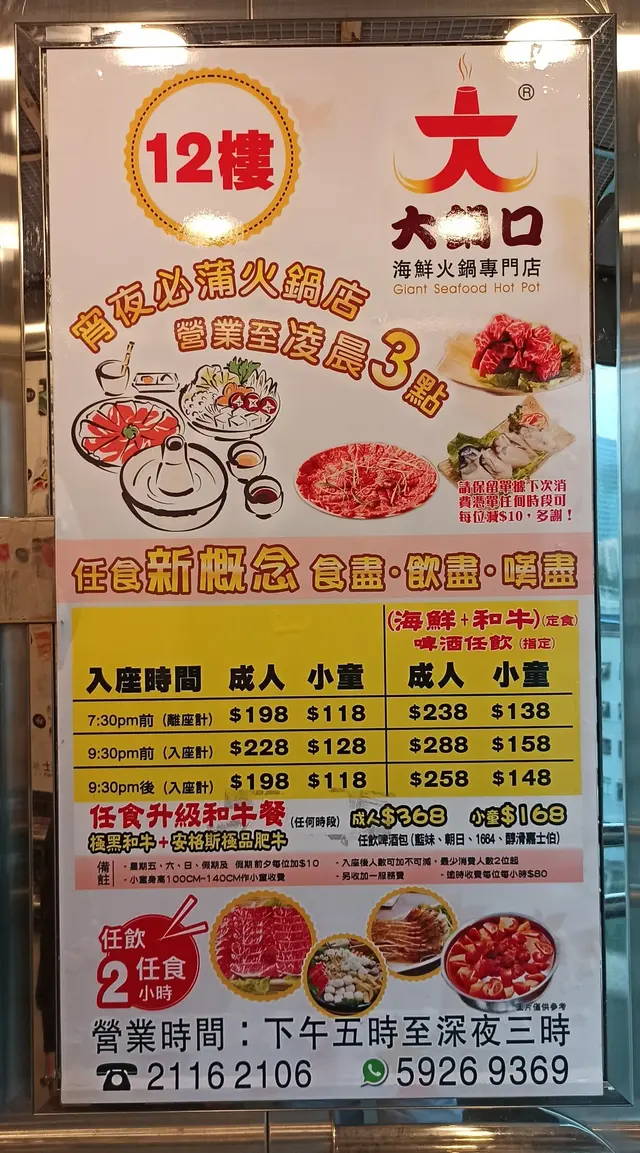 12樓
®
大
大鍋口
海鮮火鍋專門店
Giant Seafood Hot Pot
宵夜必蒲火鍋店
營業至凌晨3點
請保留單據下次消
費憑單任何時段可
每位減$10，多謝！
任食新概念 食盡·飲盡·嘆盡
(海鮮+和牛)(定食)
啤酒任飲(指定)
入座時間 成人 小童 成人 小童
7:30pm前 (離座計) $198 $118 $238 $138
9:30pm前 (入座計) $228 $128 $288 $158
9:30pm後 (入座計) $198 $118 $258 $148
任食升級和牛餐(任何時段) 成人$368 小童$168
極黑和牛+安格斯極品肥牛 任飲啤酒包(藍妹、朝日、1664、醇滑嘉士伯)
備註
- 星期五、六、日、假期及 假期前夕每位加$10 - 入座後人數可加不可減，最少消費人數2位起
- 小童身高100CM-140CM作小童收費 - 另收加一服務費 - 逾時收費每位每小時$80
任飲
任食
2小時
圖片僅供參考
營業時間：下午五時至深夜三時
2116 2106 5926 9369